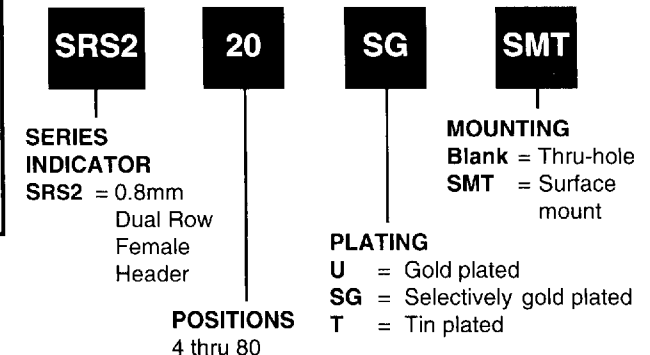 SRS2 20 SG SMT
SERIES
INDICATOR
SRS2 = 0.8mm
Dual Row
Female
Header
POSITIONS
4 thru 80
PLATING
U = Gold plated
SG = Selectively gold plated
T = Tin plated
MOUNTING
Blank = Thru-hole
SMT = Surface
mount